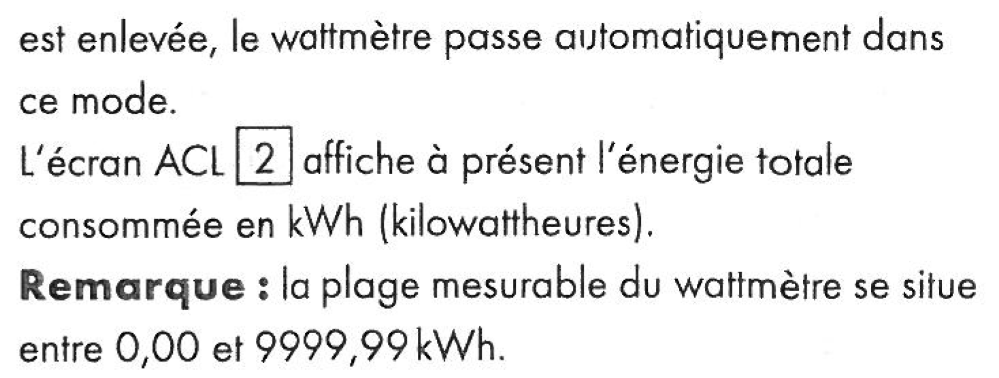 est enlevée, le wattmètre passe automatiquement dans
ce mode.
L'écran ACL 2 affiche à présent l'énergie totale
consommée en kWh (kilowattheures).
Remarque : la plage mesurable du wattmètre se situe
entre 0,00 et 9999,99 kWh.